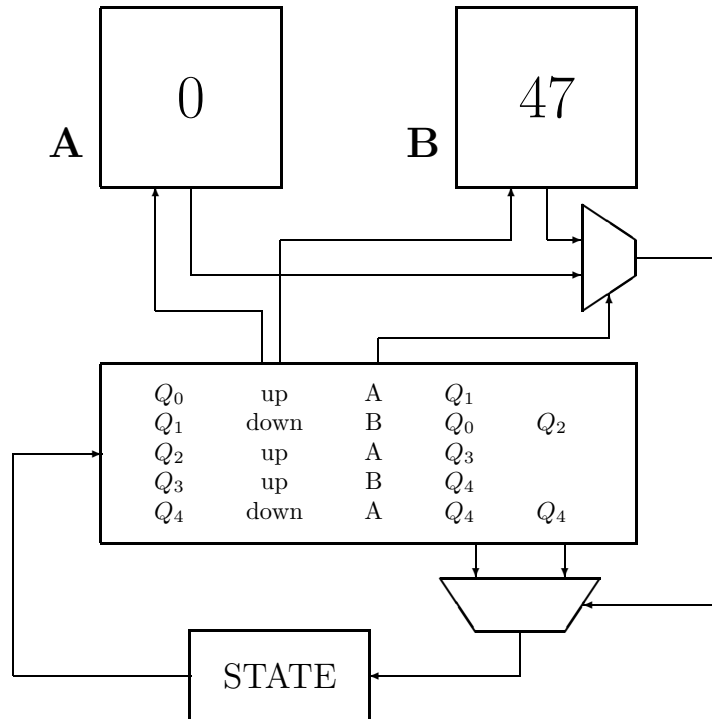 0
47
A
B
Q₀ up A Q₁
Q₁ down B Q₀ Q₂
Q₂ up A Q₃
Q₃ up B Q₄
Q₄ down A Q₄ Q₄
STATE